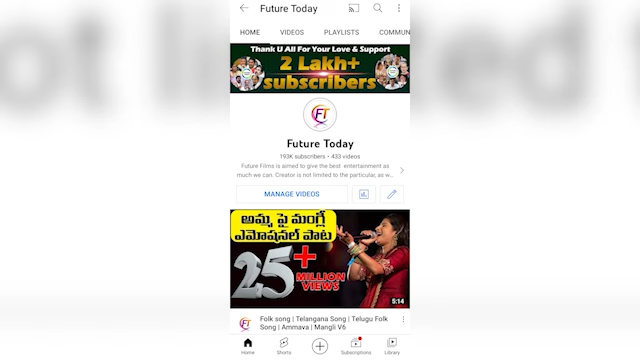 Future Today
HOME VIDEOS PLAYLISTS COMMUN
Thank U All For Your Love & Support
2 Lakh+
subscribers
FT
Future Today
193K subscribers • 433 videos
Future Films is aimed to give the best entertainment as
much we can. Creator is not limited to the particular, as w...
MANAGE VIDEOS
అమ్మ పై మంగ్లీ
ఎమోషనల్ పాట
25+
MILLION
VIEWS
5:14
Folk song | Telangana Song | Telugu Folk
Song | Ammava | Mangli V6
Home Shorts Subscriptions Library